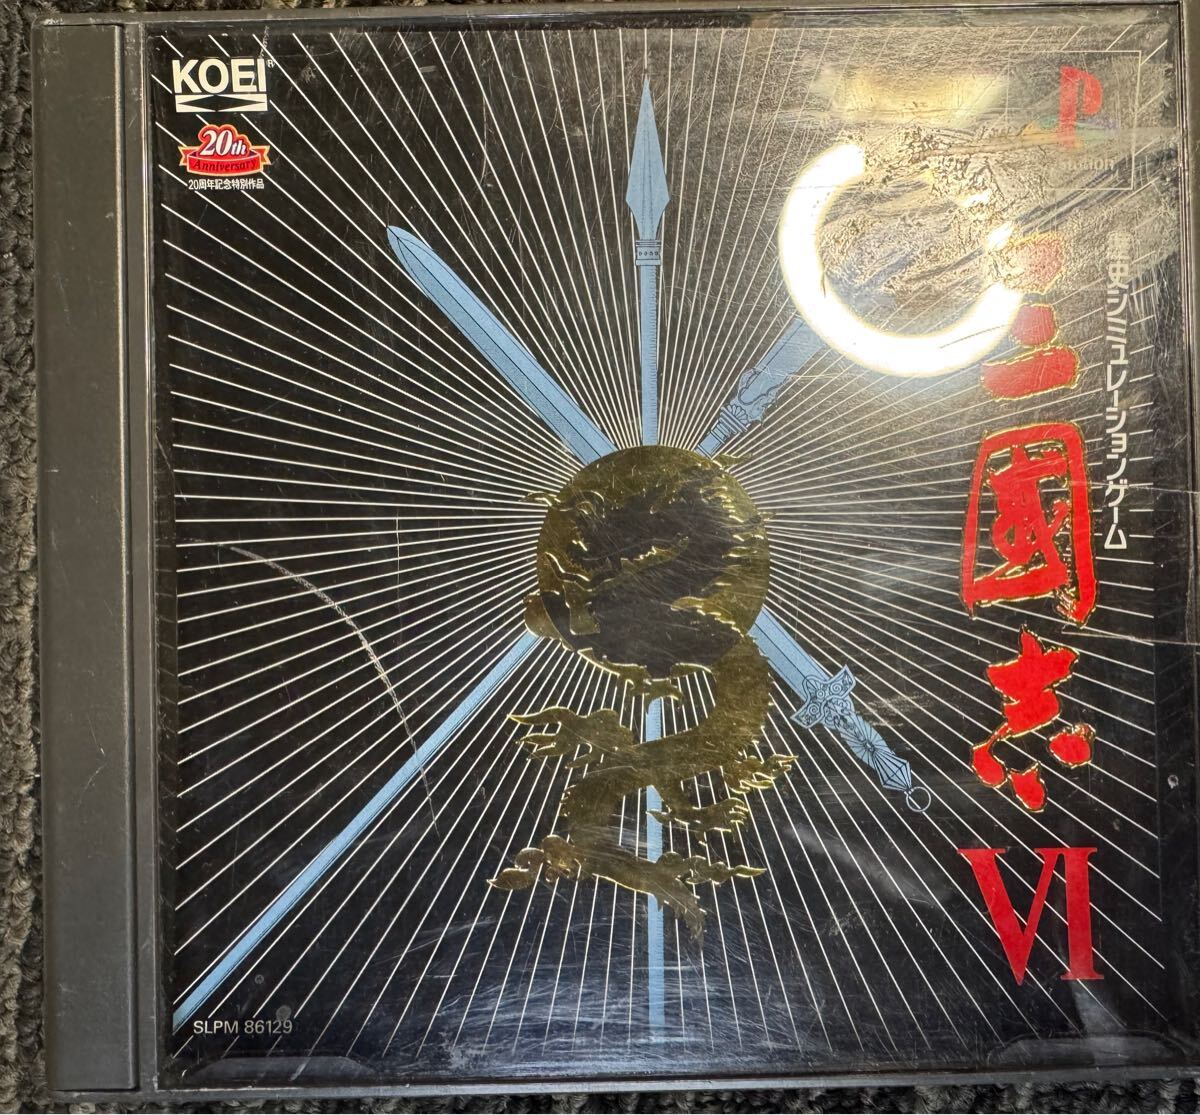 KOEI®
20th
Anniversary
20周年記念特別作品
歴史シミュレーションゲーム
三國志
VI
SLPM 86129